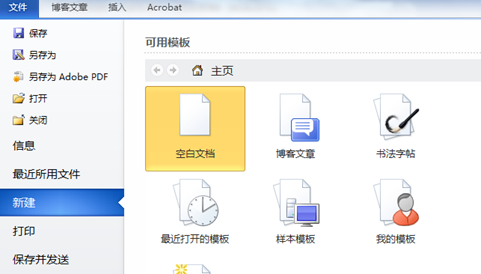 文件 博客文章 插入 Acrobat
保存
另存为
另存为 Adobe PDF
打开
关闭
信息
最近所用文件
新建
打印
保存并发送
可用模板
主页
空白文档 博客文章 书法字帖
最近打开的模板 样本模板 我的模板